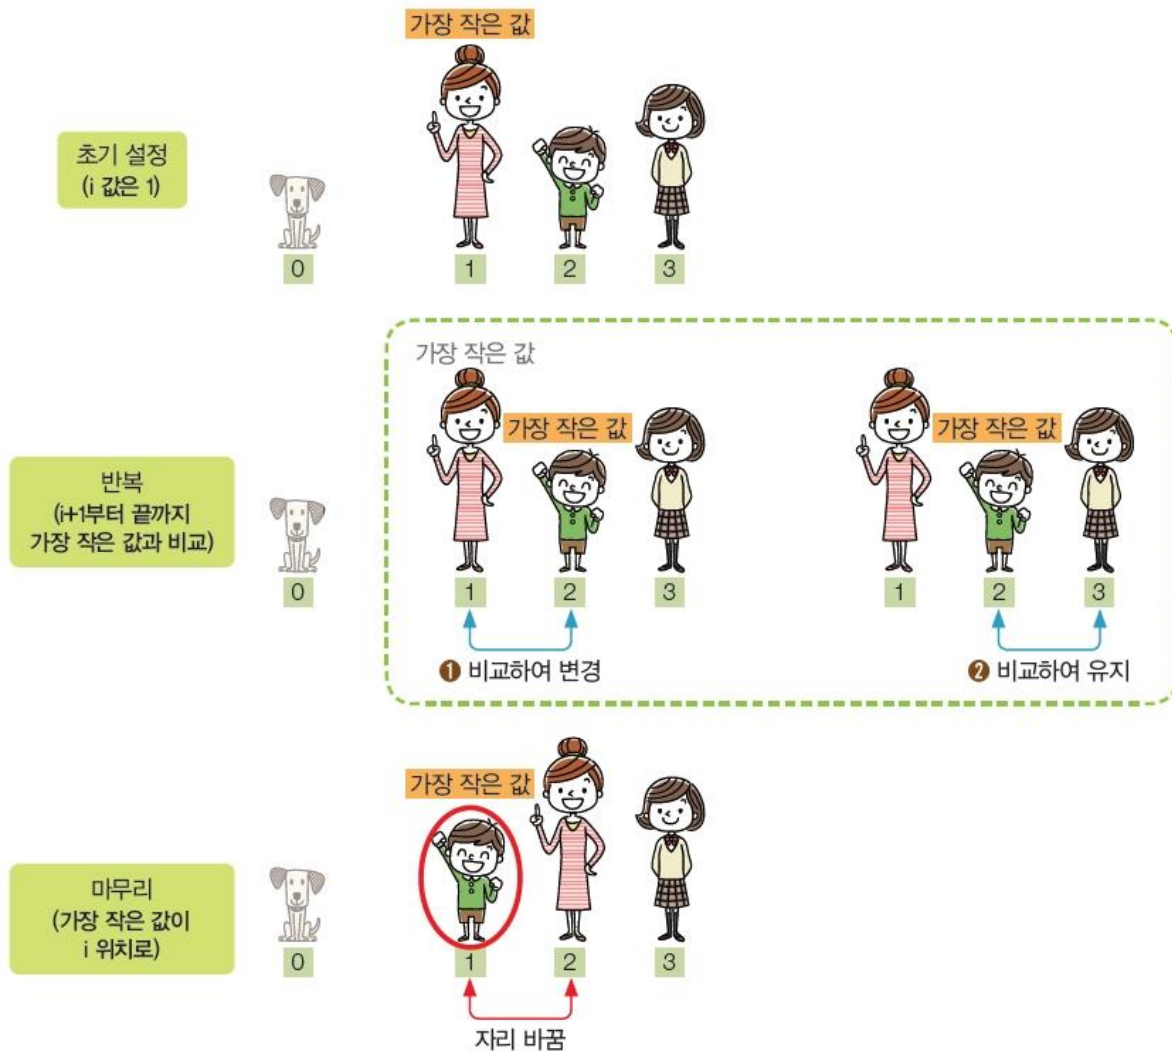 가장 작은 값
초기 설정
(i 값은 1)
0
1
2
3
가장 작은 값
가장 작은 값
가장 작은 값
반복
(i+1부터 끝까지
가장 작은 값과 비교)
0
1
2
3
1
2
3
❶ 비교하여 변경
❷ 비교하여 유지
가장 작은 값
마무리
(가장 작은 값이
i 위치로)
0
1
2
3
자리 바꿈